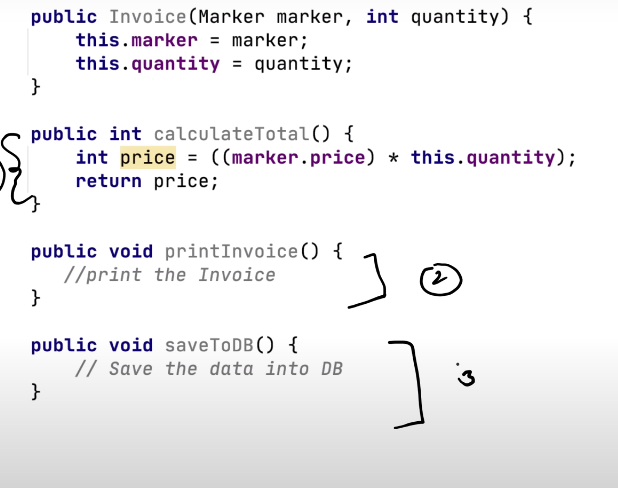 public Invoice(Marker marker, int quantity) {
this.marker = marker;
this.quantity = quantity;
}
public int calculateTotal() {
int price = ((marker.price) * this.quantity);
return price;
}
public void printInvoice() {
//print the Invoice
}
2
public void saveToDB() {
// Save the data into DB
}
3